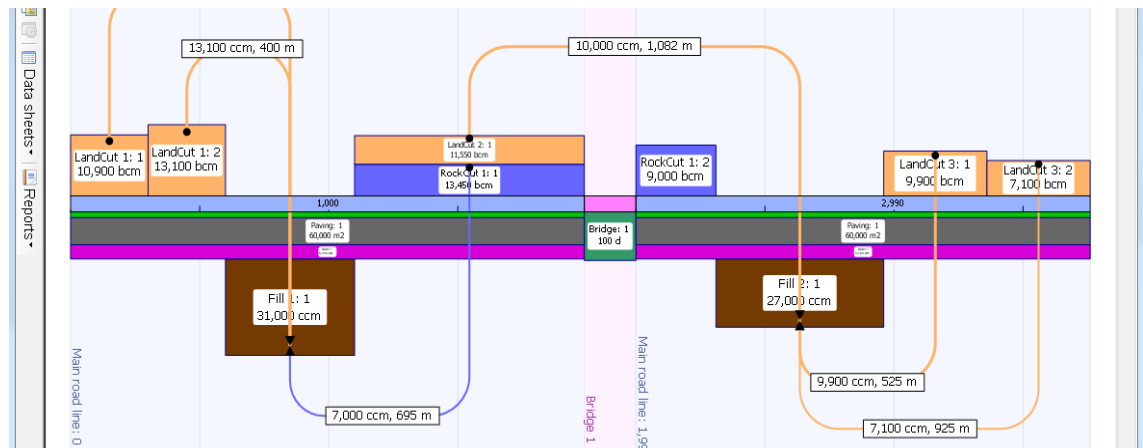 Data sheets
Reports
13,100 ccm, 400 m
10,000 ccm, 1,082 m
LandCut 1: 1
10,900 bcm
LandCut 1: 2
13,100 bcm
LandCut 2: 1
11,550 bcm
RockCut 1: 1
13,450 bcm
RockCut 1: 2
9,000 bcm
LandCut 3: 1
9,900 bcm
LandCut 3: 2
7,100 bcm
1,000
2,990
Paving: 1
60,000 m2
Bridge: 1
100 d
Paving: 1
60,000 m2
Fill 1: 1
31,000 ccm
Fill 2: 1
27,000 ccm
9,900 ccm, 525 m
7,000 ccm, 695 m
7,100 ccm, 925 m
Main road line: 0
Bridge 1
Main road line: 1,99